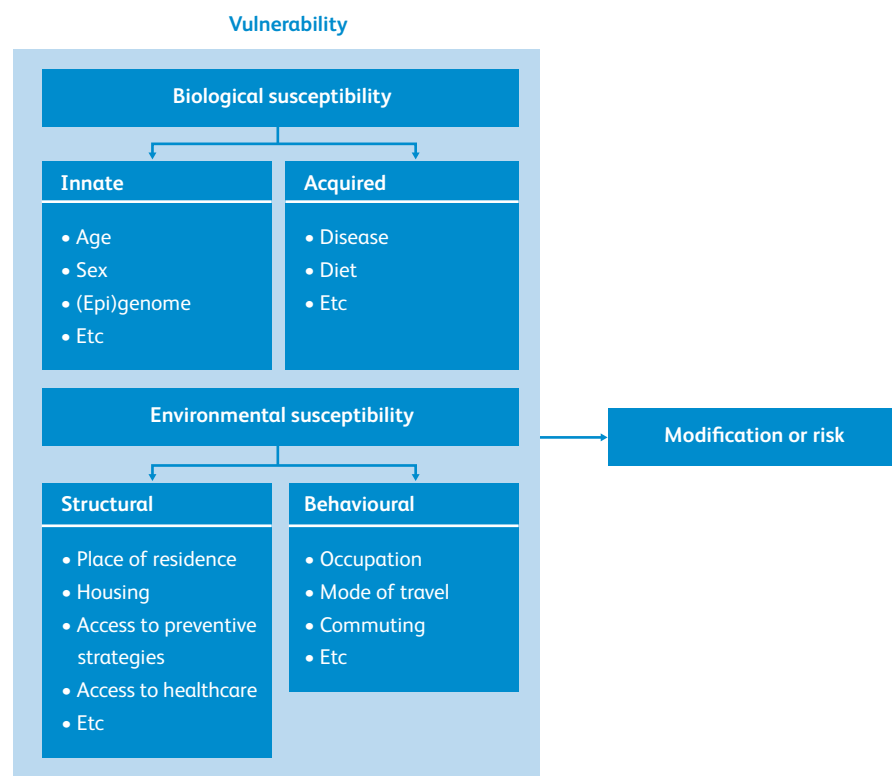 Vulnerability
Biological susceptibility
Innate
• Age
• Sex
• (Epi)genome
• Etc
Acquired
• Disease
• Diet
• Etc
Environmental susceptibility
Structural
• Place of residence
• Housing
• Access to preventive
strategies
• Access to healthcare
• Etc
Behavioural
• Occupation
• Mode of travel
• Commuting
• Etc
Modification or risk